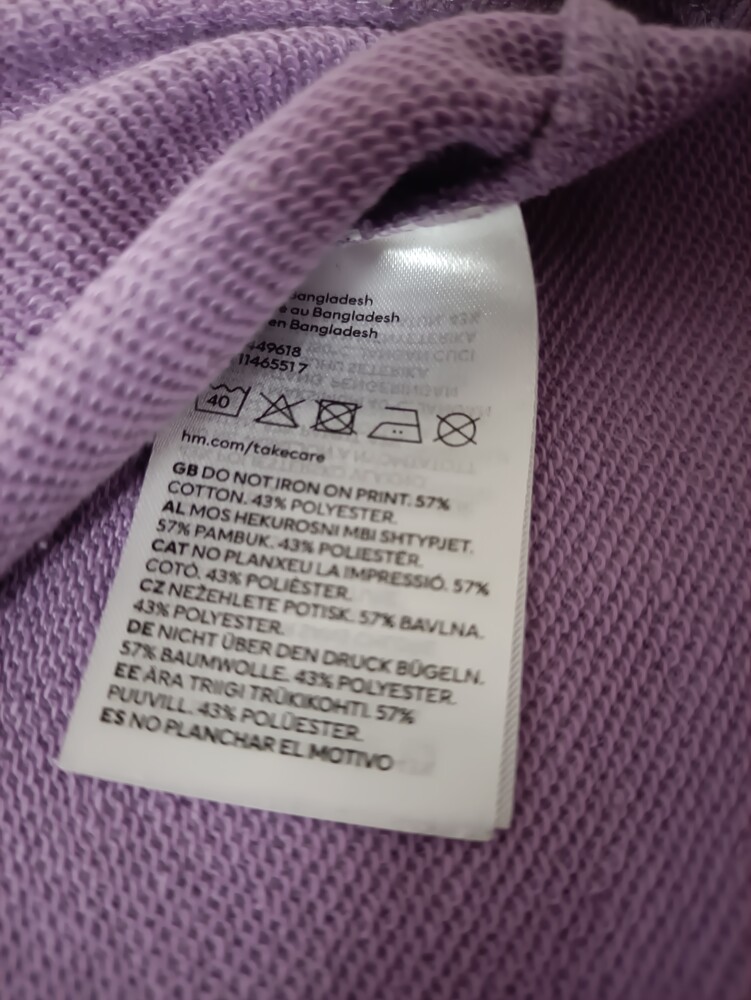 Bangladesh
au Bangladesh
en Bangladesh
449618
11465517
40
hm.com/takecare
GB DO NOT IRON ON PRINT. 57%
COTTON. 43% POLYESTER.
AL MOS HEKUROSNI MBI SHTYPJET.
57% PAMBUK. 43% POLIESTËR.
CAT NO PLANXEU LA IMPRESSIÓ. 57%
COTÓ. 43% POLIÈSTER.
CZ NEŽEHLETE POTISK. 57% BAVLNA.
43% POLYESTER.
DE NICHT ÜBER DEN DRUCK BÜGELN.
57% BAUMWOLLE. 43% POLYESTER.
EE ÄRA TRIIGI TRÜKIKOHTI. 57%
PUUVILL. 43% POLÜESTER.
ES NO PLANCHAR EL MOTIVO